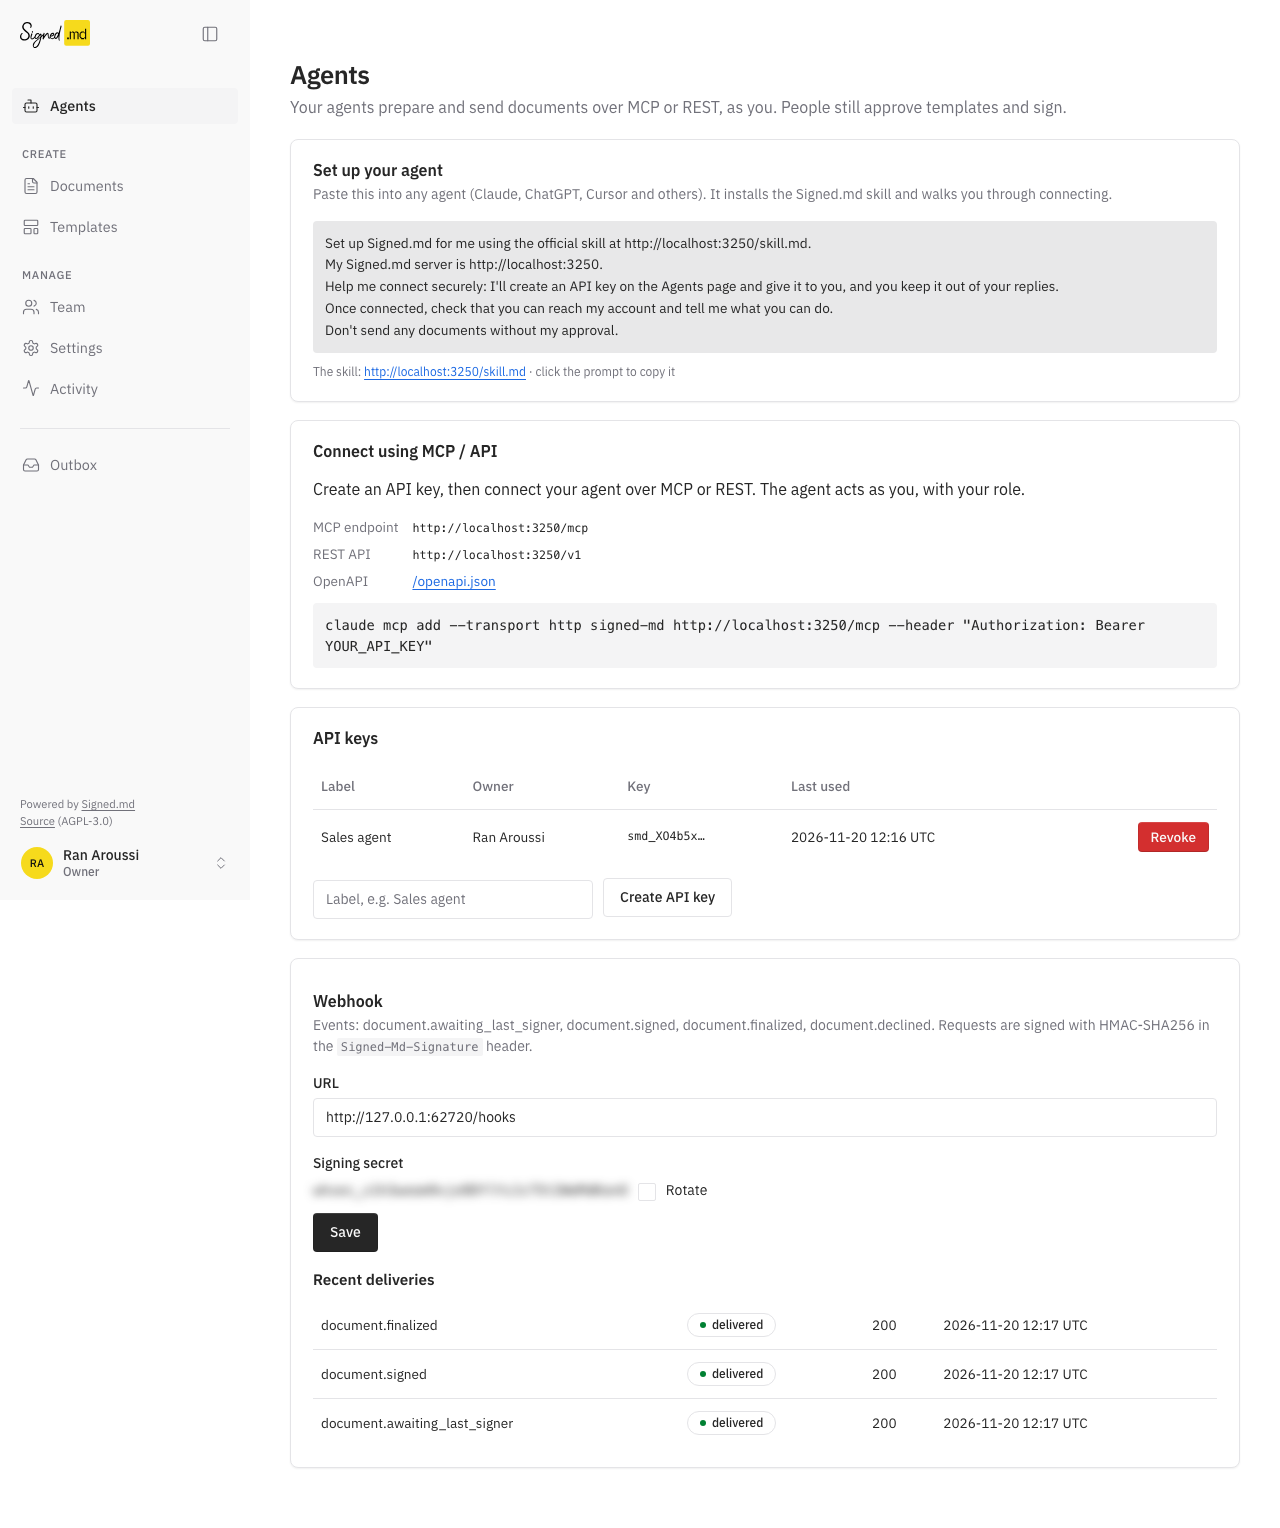 Signed .md
Agents
CREATE
Documents
Templates
MANAGE
Team
Settings
Activity
Outbox
Powered by Signed.md
Source (AGPL-3.0)
RA
Ran Aroussi
Owner
Agents
Your agents prepare and send documents over MCP or REST, as you. People still approve templates and sign.
Set up your agent
Paste this into any agent (Claude, ChatGPT, Cursor and others). It installs the Signed.md skill and walks you through connecting.
Set up Signed.md for me using the official skill at http://localhost:3250/skill.md.
My Signed.md server is http://localhost:3250.
Help me connect securely: I'll create an API key on the Agents page and give it to you, and you keep it out of your replies.
Once connected, check that you can reach my account and tell me what you can do.
Don't send any documents without my approval.
The skill: http://localhost:3250/skill.md · click the prompt to copy it
Connect using MCP / API
Create an API key, then connect your agent over MCP or REST. The agent acts as you, with your role.
MCP endpoint http://localhost:3250/mcp
REST API http://localhost:3250/v1
OpenAPI /openapi.json
claude mcp add --transport http signed-md http://localhost:3250/mcp --header "Authorization: Bearer
YOUR_API_KEY"
API keys
Label Owner Key Last used
Sales agent Ran Aroussi smd_XO4b5x… 2026-11-20 12:16 UTC Revoke
Label, e.g. Sales agent Create API key
Webhook
Events: document.awaiting_last_signer, document.signed, document.finalized, document.declined. Requests are signed with HMAC-SHA256 in
the Signed-Md-Signature header.
URL
http://127.0.0.1:62720/hooks
Signing secret
Rotate
Save
Recent deliveries
document.finalized delivered 200 2026-11-20 12:17 UTC
document.signed delivered 200 2026-11-20 12:17 UTC
document.awaiting_last_signer delivered 200 2026-11-20 12:17 UTC